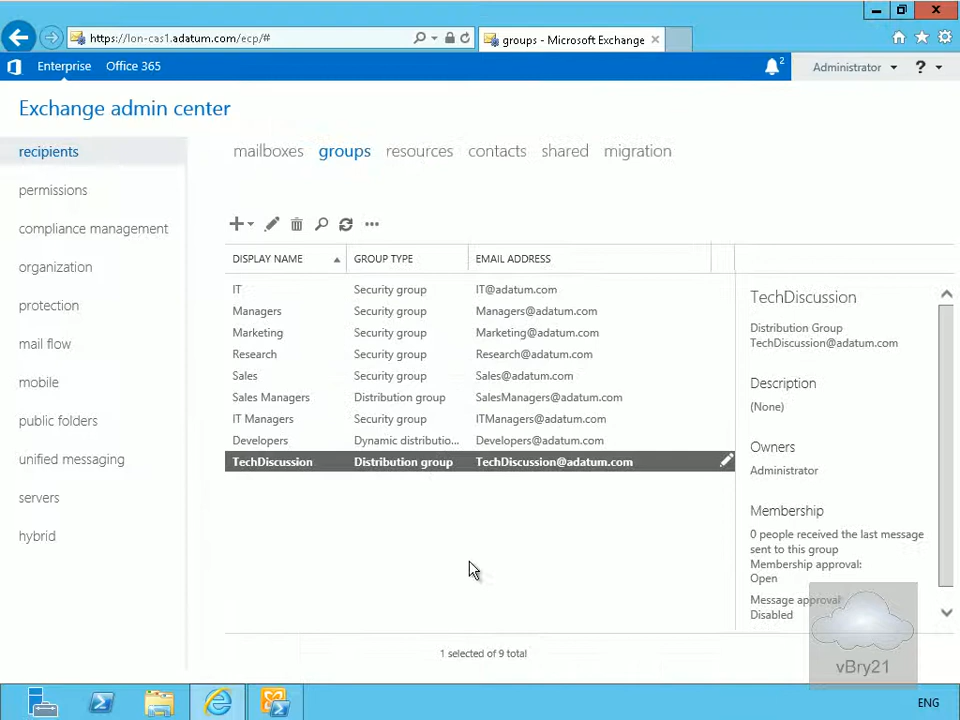 https://lon-cas1.adatum.com/ecp/#
groups - Microsoft Exchange
Enterprise Office 365
2
Administrator ?
Exchange admin center
recipients
permissions
compliance management
organization
protection
mail flow
mobile
public folders
unified messaging
servers
hybrid
mailboxes groups resources contacts shared migration
DISPLAY NAME GROUP TYPE EMAIL ADDRESS
IT Security group IT@adatum.com
Managers Security group Managers@adatum.com
Marketing Security group Marketing@adatum.com
Research Security group Research@adatum.com
Sales Security group Sales@adatum.com
Sales Managers Distribution group SalesManagers@adatum.com
IT Managers Security group ITManagers@adatum.com
Developers Dynamic distributio... Developers@adatum.com
TechDiscussion Distribution group TechDiscussion@adatum.com
1 selected of 9 total
TechDiscussion
Distribution Group
TechDiscussion@adatum.com
Description
(None)
Owners
Administrator
Membership
0 people received the last message
sent to this group
Membership approval:
Open
Message approval
Disabled
vBry21
ENG